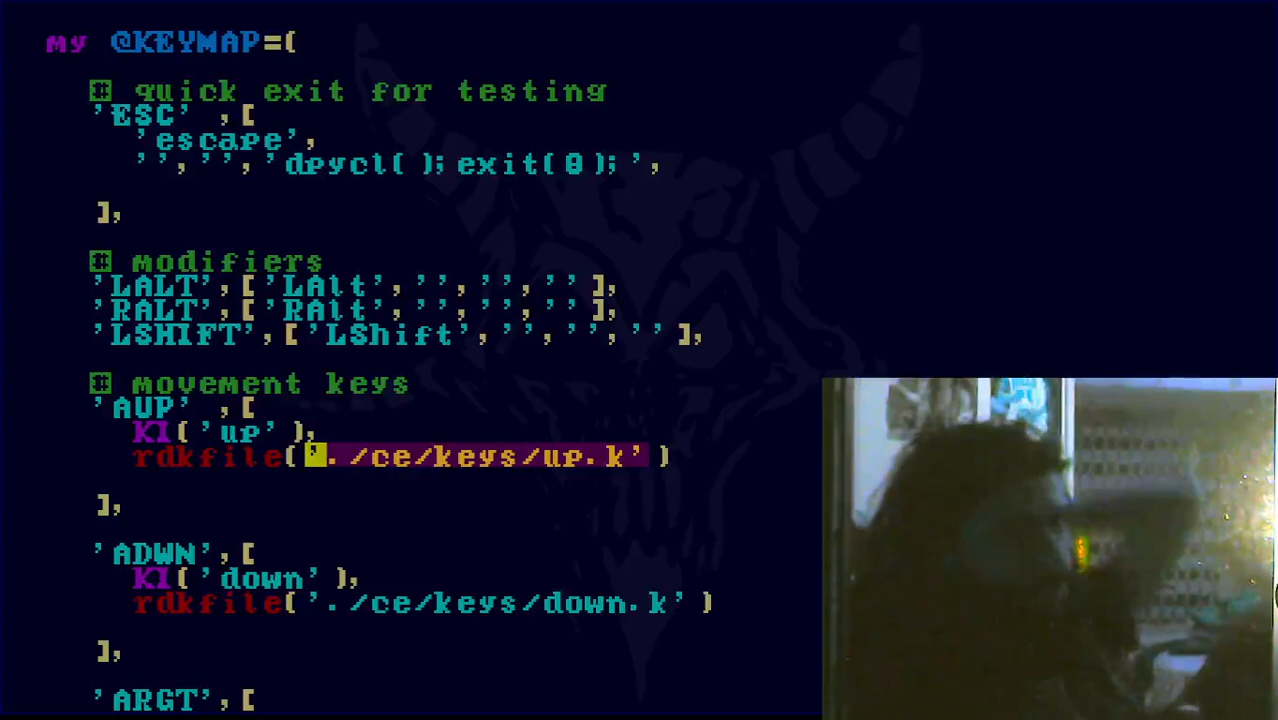 my @KEYMAP=(
# quick exit for testing
'ESC' ,[
'escape',
'','','dpycl();exit(0);',
],
# modifiers
'LALT',['LAlt','','',''],
'RALT',['RAlt','','',''],
'LSHIFT',['LShift','','',''],
# movement keys
'AUP' ,[
KI('up'),
rdkfile('./ce/keys/up.k')
],
'ADWN',[
KI('down'),
rdkfile('./ce/keys/down.k')
],
'ARGT',[